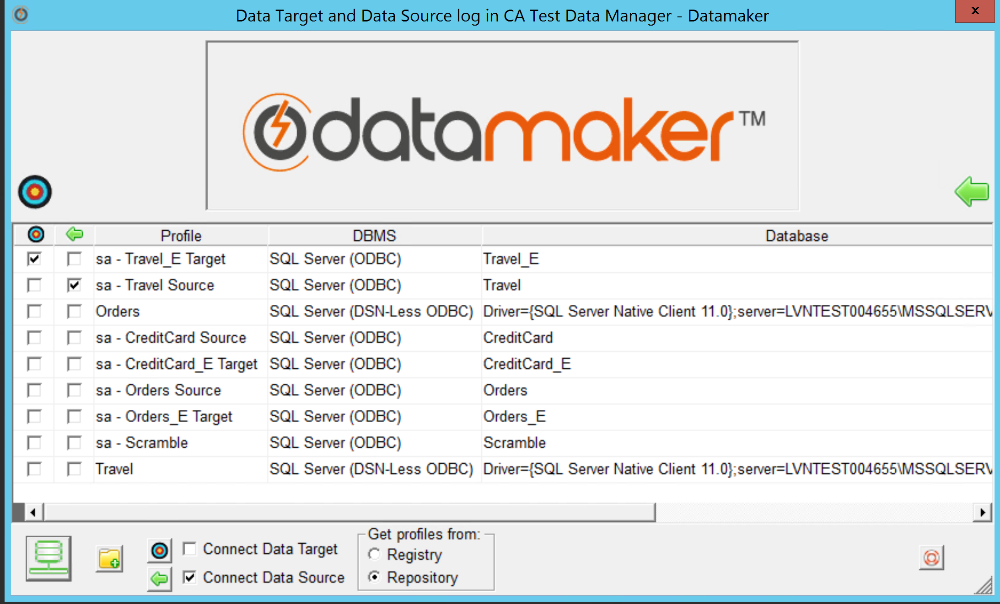 Data Target and Data Source log in CA Test Data Manager - Datamaker
x
datamaker™
Profile DBMS Database
sa - Travel_E Target SQL Server (ODBC) Travel_E
sa - Travel Source SQL Server (ODBC) Travel
Orders SQL Server (DSN-Less ODBC) Driver={SQL Server Native Client 11.0};server=LVNTEST004655\MSSQLSERV
sa - CreditCard Source SQL Server (ODBC) CreditCard
sa - CreditCard_E Target SQL Server (ODBC) CreditCard_E
sa - Orders Source SQL Server (ODBC) Orders
sa - Orders_E Target SQL Server (ODBC) Orders_E
sa - Scramble SQL Server (ODBC) Scramble
Travel SQL Server (DSN-Less ODBC) Driver={SQL Server Native Client 11.0};server=LVNTEST004655\MSSQLSERV
Connect Data Target
Connect Data Source
Get profiles from:
Registry
Repository